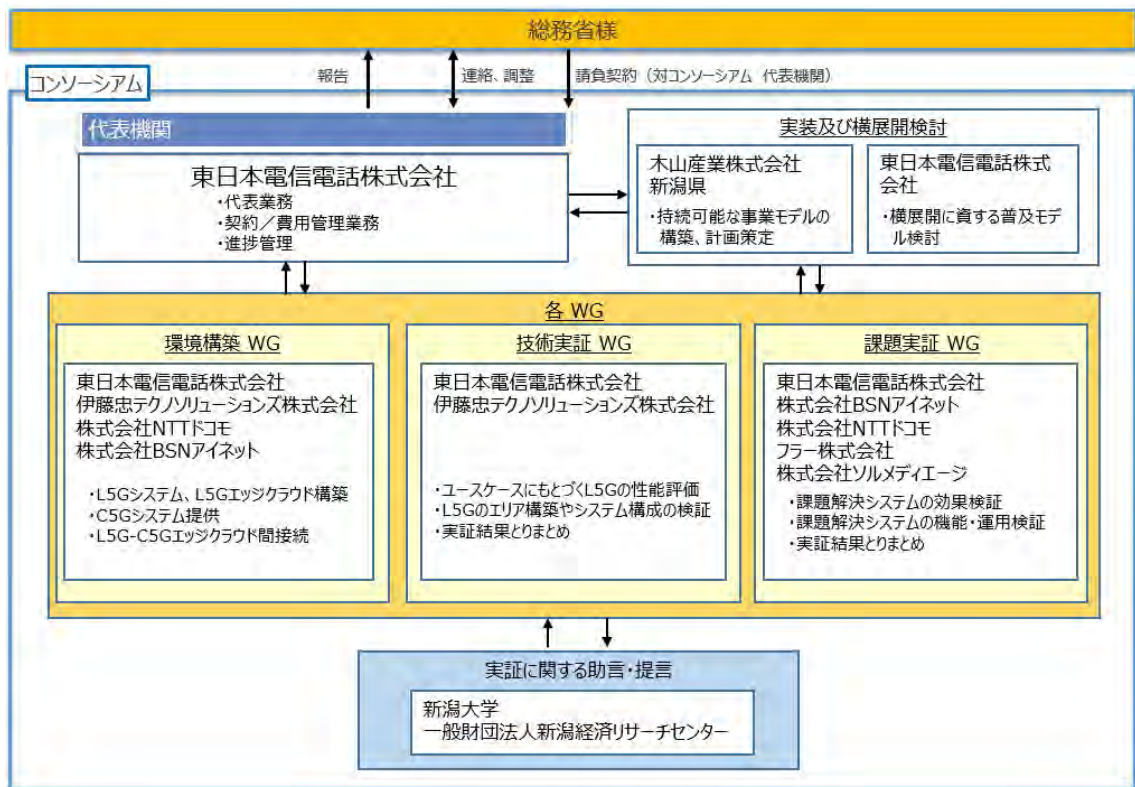 総務省様
報告
連絡、調整
請負契約（対コンソーシアム 代表機関）
コンソーシアム
代表機関
東日本電信電話株式会社
・代表業務
・契約／費用管理業務
・進捗管理
実装及び横展開検討
木山産業株式会社
新潟県
・持続可能な事業モデルの
構築、計画策定
東日本電信電話株式
会社
・横展開に資する普及モデ
ル検討
各 WG
環境構築 WG
東日本電信電話株式会社
伊藤忠テクノソリューションズ株式会社
株式会社NTTドコモ
株式会社BSNアイネット
・L5Gシステム、L5Gエッジクラウド構築
・C5Gシステム提供
・L5G-C5Gエッジクラウド間接続
技術実証 WG
東日本電信電話株式会社
伊藤忠テクノソリューションズ株式会社
・ユースケースにもとづくL5Gの性能評価
・L5Gのエリア構築やシステム構成の検証
・実証結果とりまとめ
課題実証 WG
東日本電信電話株式会社
株式会社BSNアイネット
株式会社NTTドコモ
フラー株式会社
株式会社ソルメディエージ
・課題解決システムの効果検証
・課題解決システムの機能・運用検証
・実証結果とりまとめ
実証に関する助言・提言
新潟大学
一般財団法人新潟経済リサーチセンター